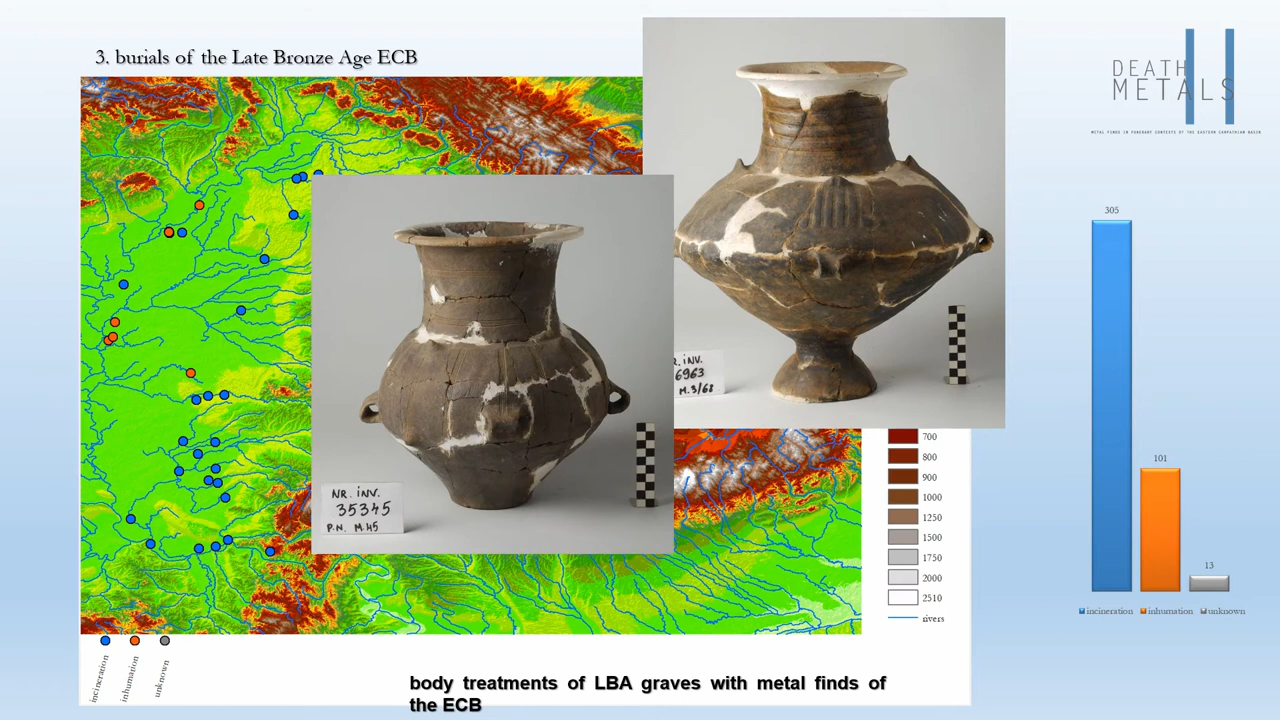 3. burials of the Late Bronze Age ECB
DEATH
METALS II
METAL FINDS IN FUNERARY CONTEXTS OF THE EASTERN CARPATHIAN BASIN
R. iNV.
6963
M.3/68
NR. iNV.
35345
P.N. M 45
700
800
900
1000
1250
1500
1750
2000
2510
rivers
305
101
13
incineration inhumation unknown
incineration
inhumation
unknown
body treatments of LBA graves with metal finds of
the ECB